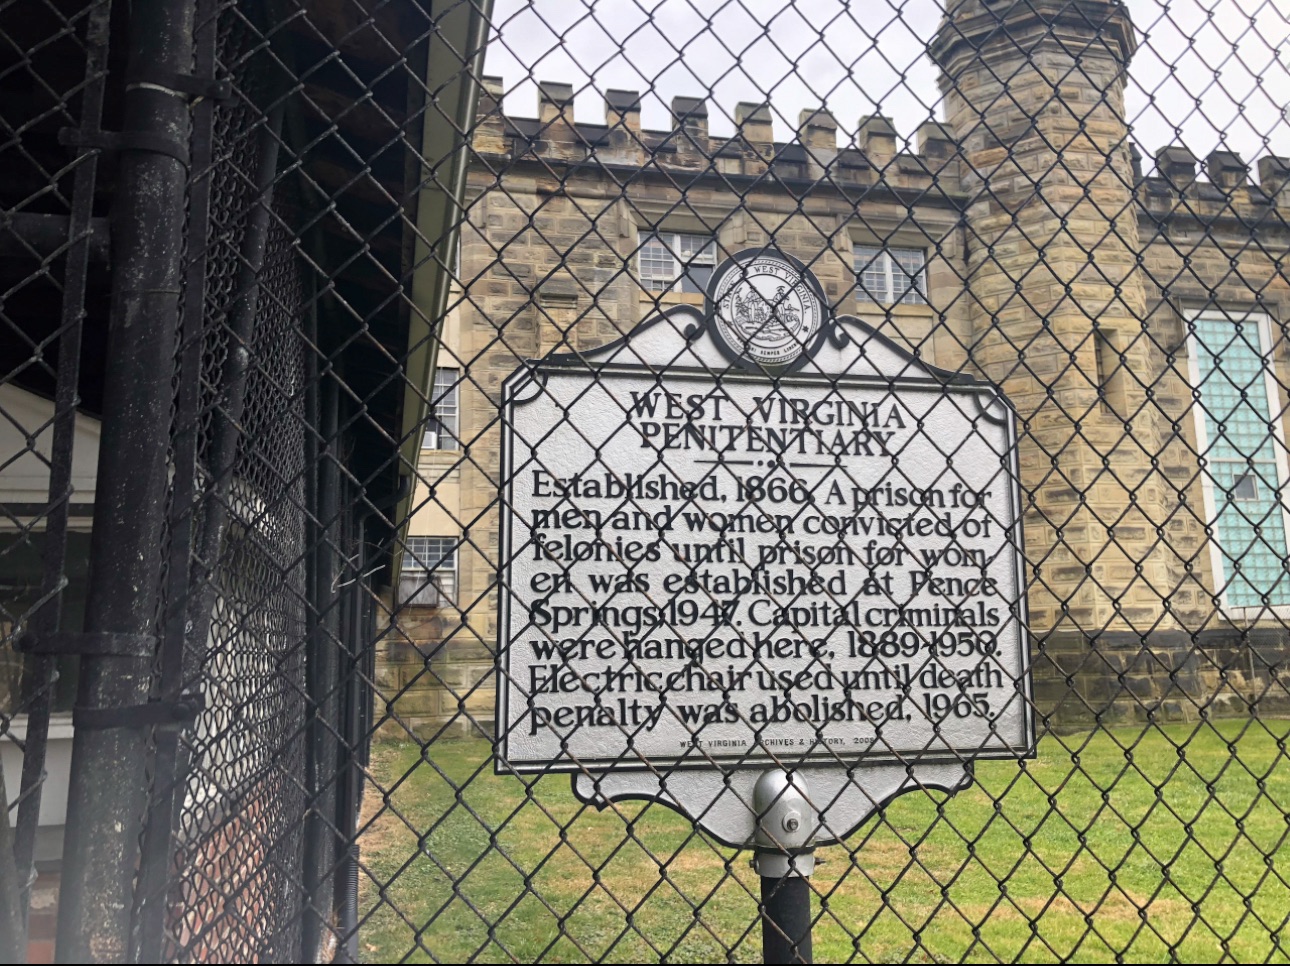 WEST VIRGINIA
WEST VIRGINIA
PENITENTIARY
Established, 1866. A prison for
men and women convicted of
felonies until prison for wom
en was established at Pence
Springs, 1947. Capital criminals
were hanged here, 1889-1950.
Electric chair used until death
penalty was abolished, 1965.
WEST VIRGINIA ARCHIVES & HISTORY,